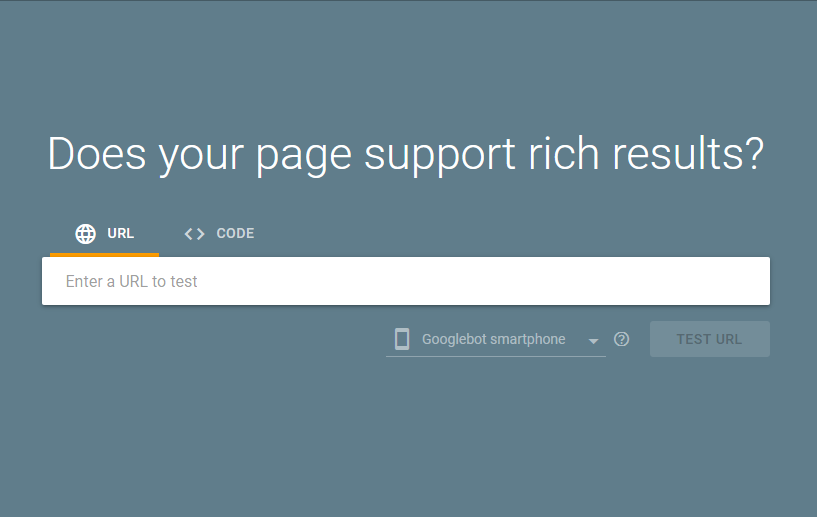 Does your page support rich results?
URL
CODE
Enter a URL to test
Googlebot smartphone
TEST URL